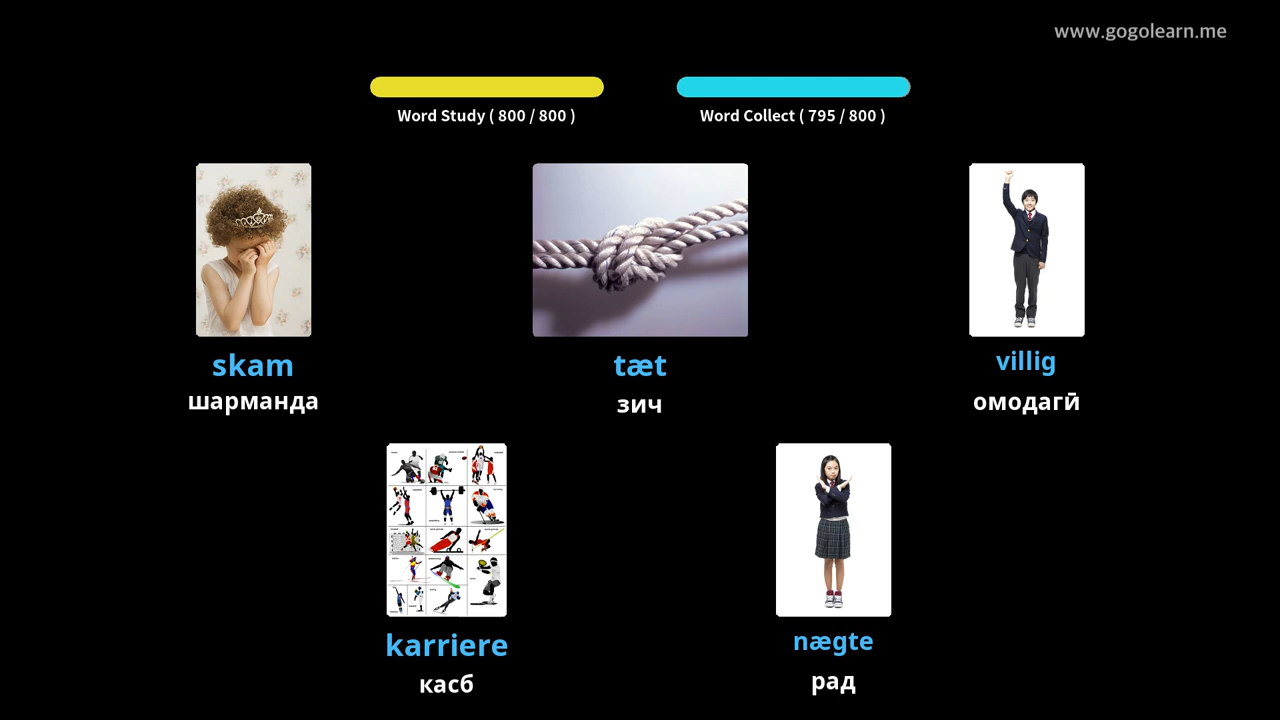 www.gogolearn.me
Word Study ( 800 / 800 )
Word Collect ( 795 / 800 )
skam
шарманда
tæt
зич
villig
омодагӣ
karriere
касб
nægte
рад